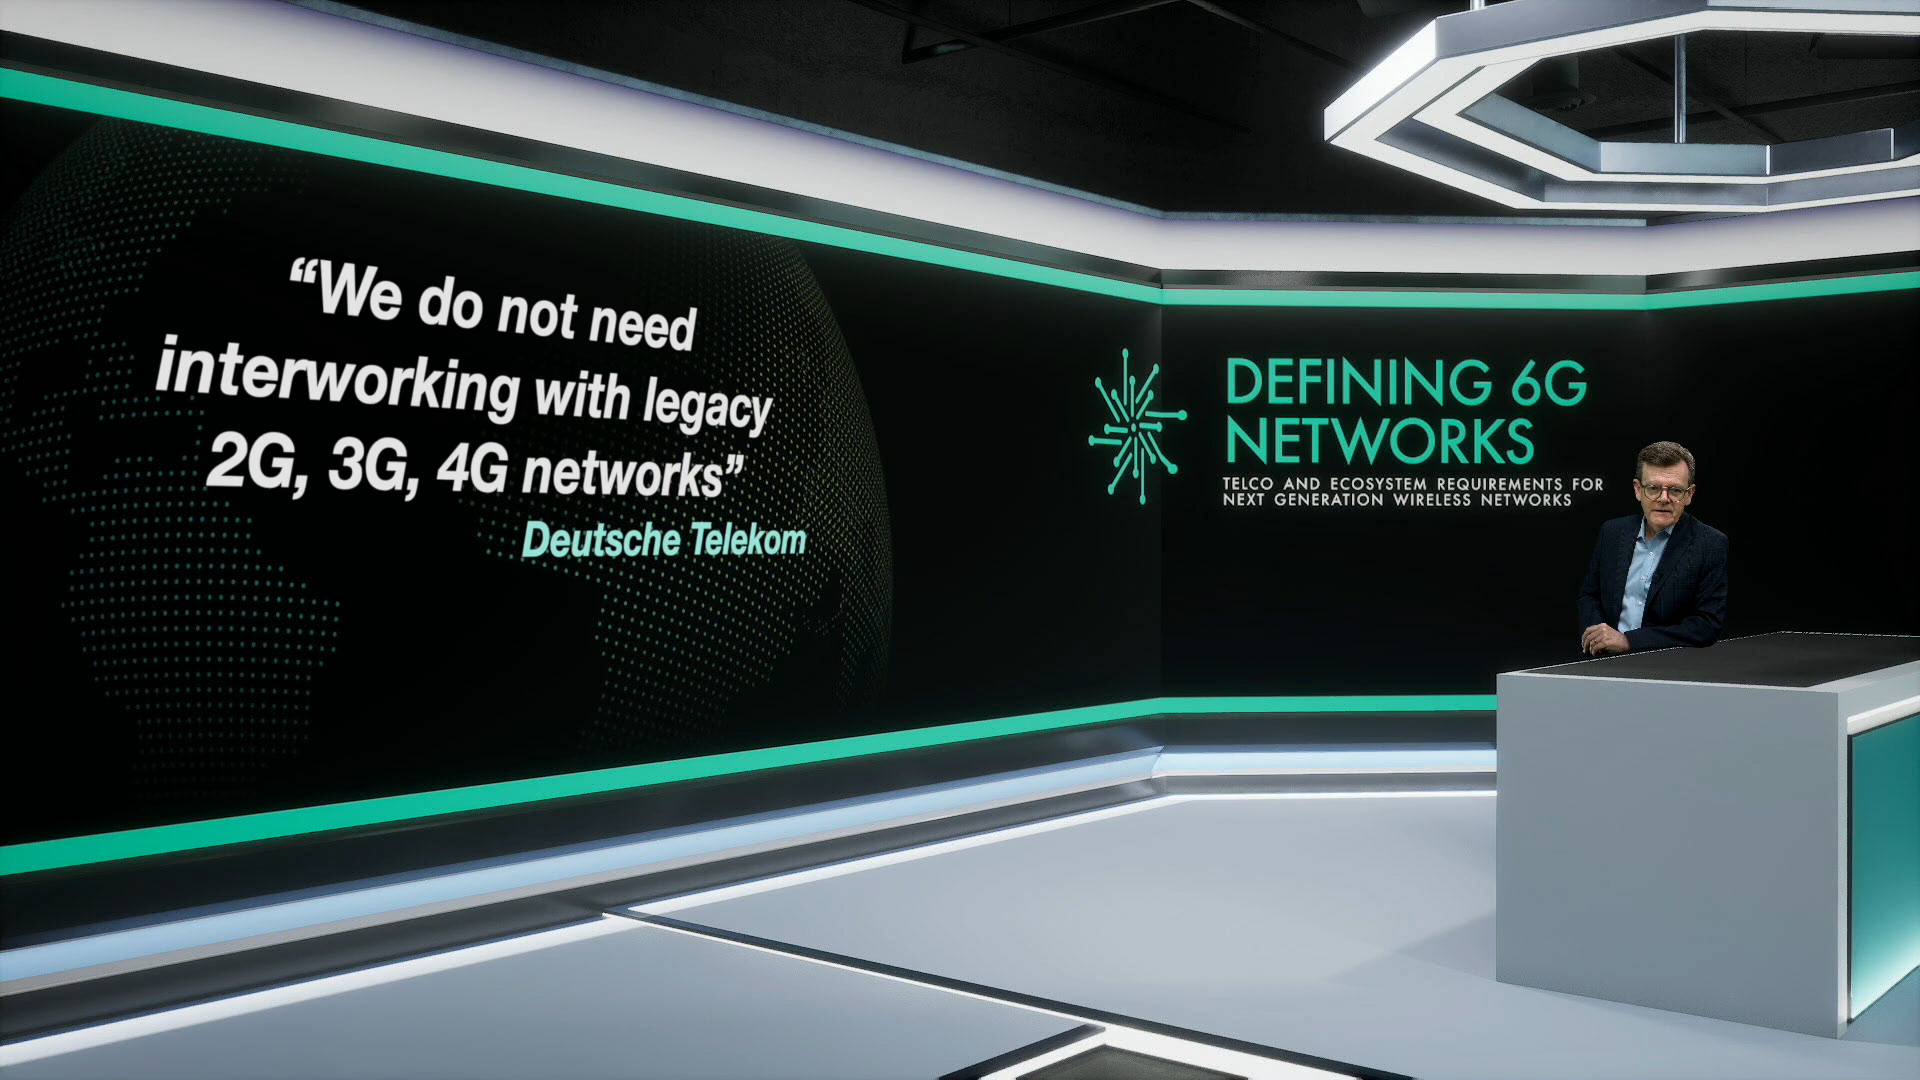 “We do not need
interworking with legacy
2G, 3G, 4G networks”
Deutsche Telekom
DEFINING 6G
NETWORKS
TELCO AND ECOSYSTEM REQUIREMENTS FOR
NEXT GENERATION WIRELESS NETWORKS